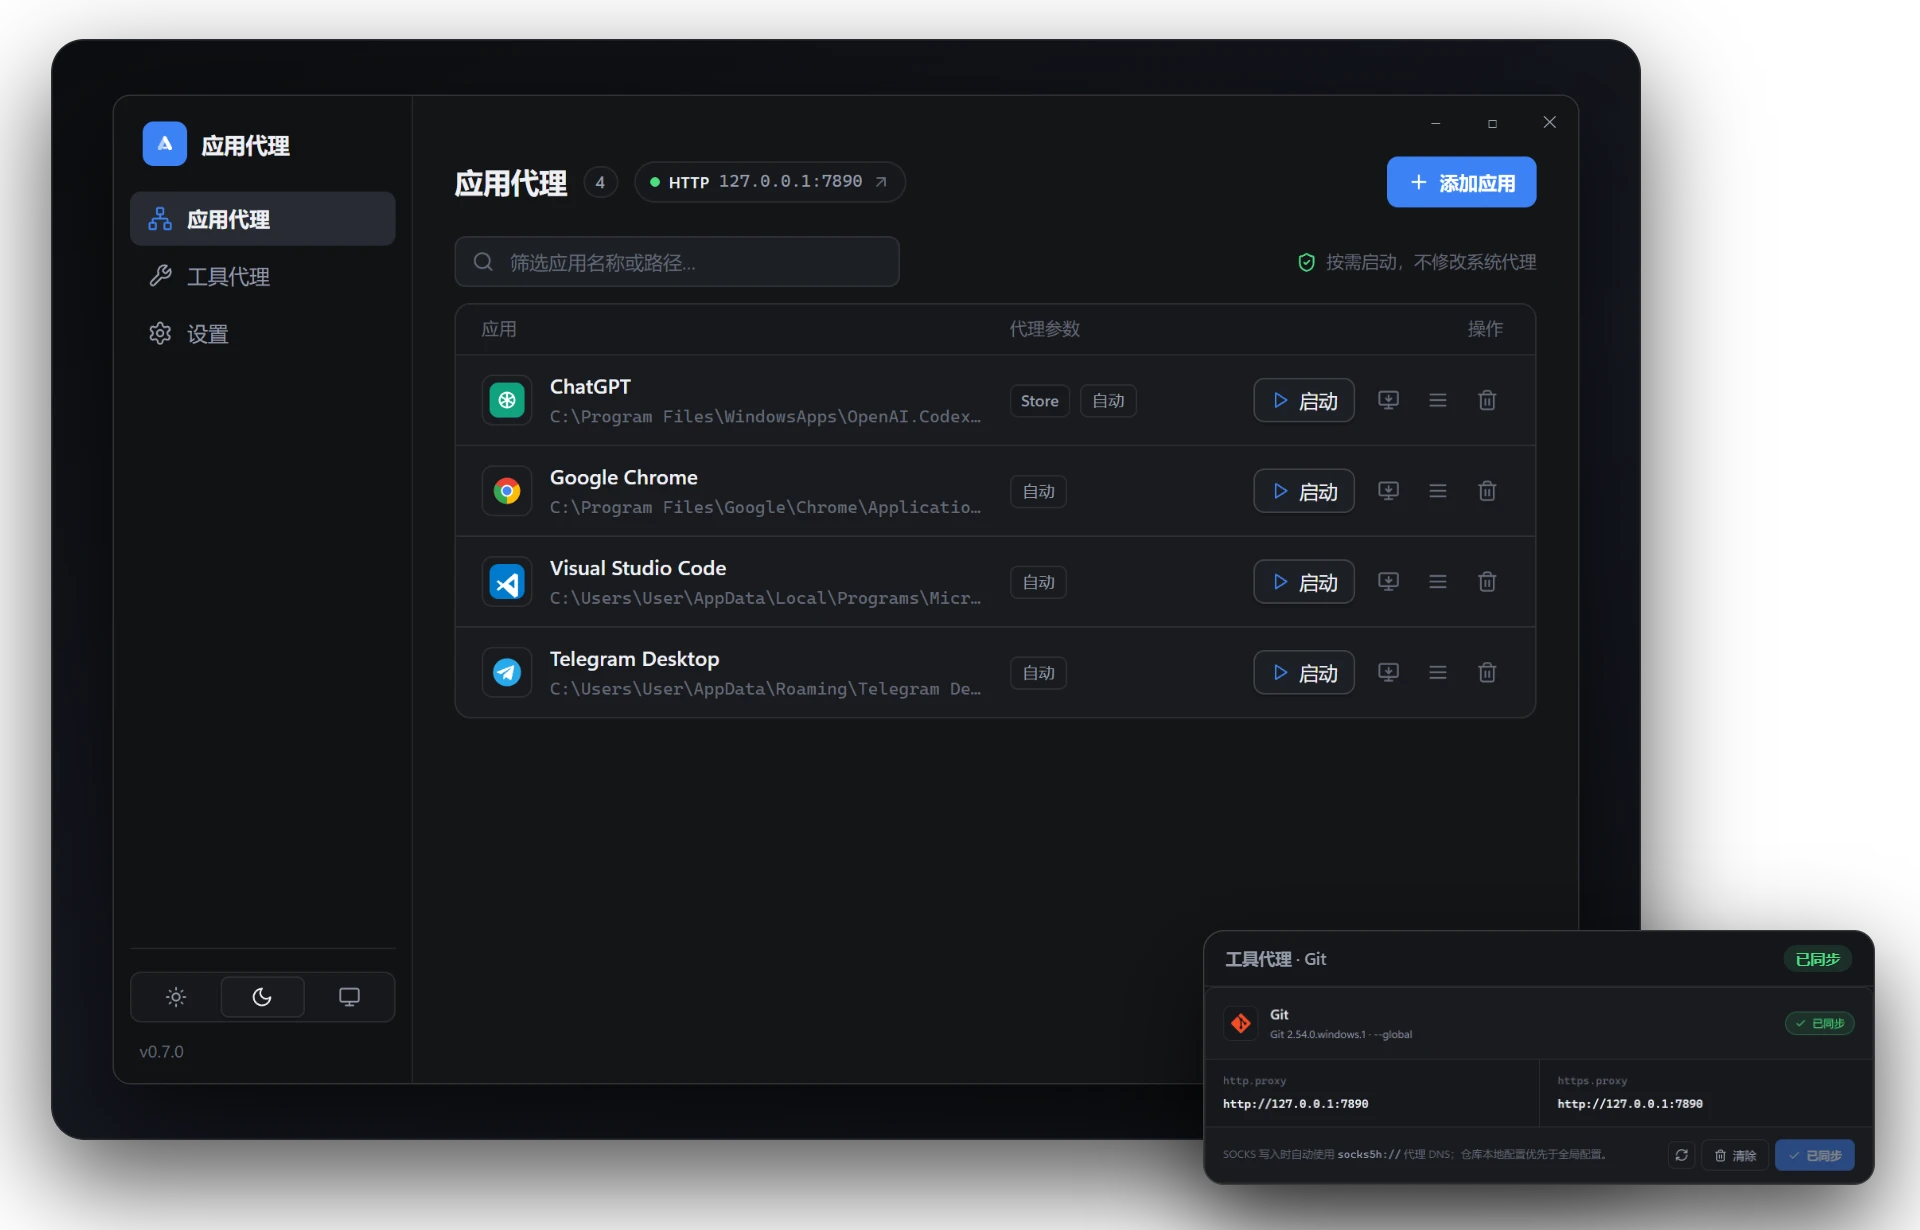 应用代理
应用代理
工具代理
设置
v0.7.0
应用代理 4 HTTP 127.0.0.1:7890
添加应用
筛选应用名称或路径...
按需启动，不修改系统代理
应用 代理参数 操作
ChatGPT
C:\Program Files\WindowsApps\OpenAI.Codex…
Store 自动 启动
Google Chrome
C:\Program Files\Google\Chrome\Applicatio…
自动 启动
Visual Studio Code
C:\Users\User\AppData\Local\Programs\Micr…
自动 启动
Telegram Desktop
C:\Users\User\AppData\Roaming\Telegram De…
自动 启动
工具代理 · Git 已同步
Git
Git 2.54.0.windows.1 · --global
已同步
http.proxy
http://127.0.0.1:7890
https.proxy
http://127.0.0.1:7890
SOCKS 写入时自动使用 socks5h:// 代理 DNS；仓库本地配置优先于全局配置。
清除 已同步